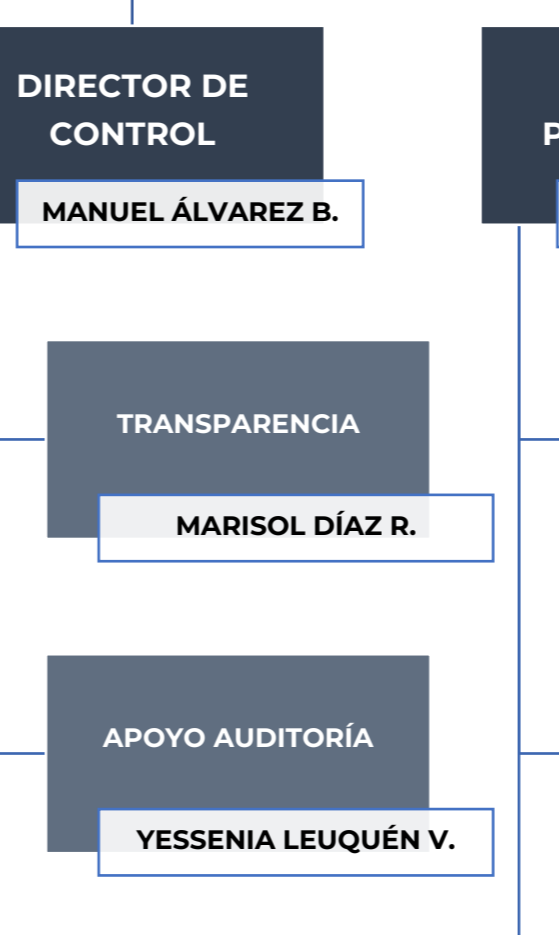 DIRECTOR DE
CONTROL
MANUEL ÁLVAREZ B.
TRANSPARENCIA
MARISOL DÍAZ R.
APOYO AUDITORÍA
YESSENIA LEUQUÉN V.